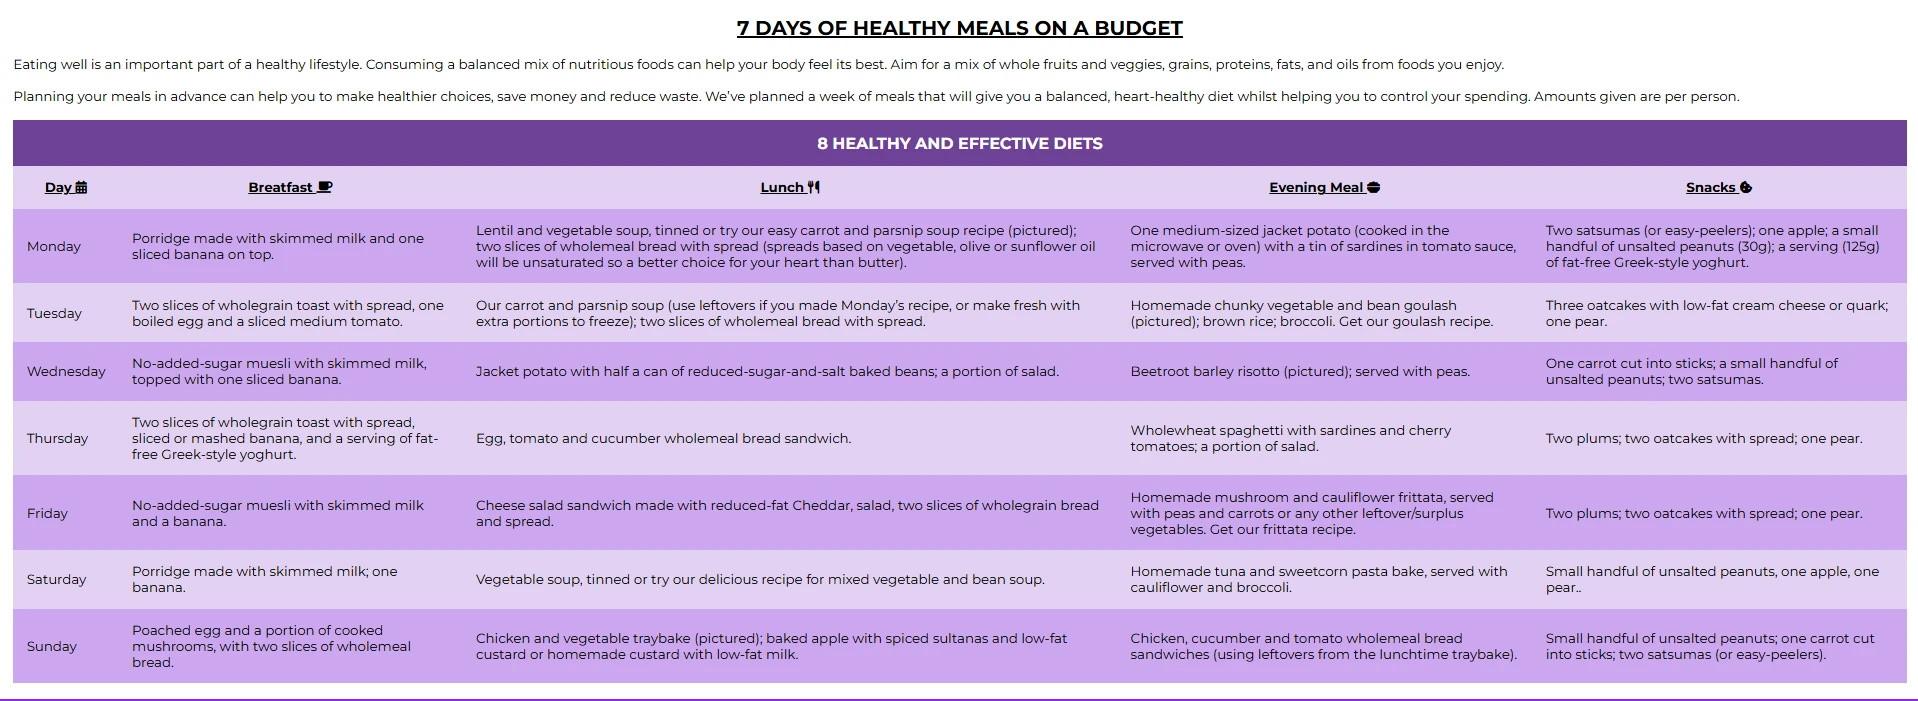 7 DAYS OF HEALTHY MEALS ON A BUDGET
Eating well is an important part of a healthy lifestyle. Consuming a balanced mix of nutritious foods can help your body feel its best. Aim for a mix of whole fruits and veggies, grains, proteins, fats, and oils from foods you enjoy.
Planning your meals in advance can help you to make healthier choices, save money and reduce waste. We've planned a week of meals that will give you a balanced, heart-healthy diet whilst helping you to control your spending. Amounts given are per person.
8 HEALTHY AND EFFECTIVE DIETS
Day
Breatfast
Lunch
Evening Meal
Snacks
Monday
Porridge made with skimmed milk and one
sliced banana on top.
Lentil and vegetable soup, tinned or try our easy carrot and parsnip soup recipe (pictured);
two slices of wholemeal bread with spread (spreads based on vegetable, olive or sunflower oil
will be unsaturated so a better choice for your heart than butter).
One medium-sized jacket potato (cooked in the
microwave or oven) with a tin of sardines in tomato sauce,
served with peas.
Two satsumas (or easy-peelers); one apple; a small
handful of unsalted peanuts (30g); a serving (125g)
of fat-free Greek-style yoghurt.
Tuesday
Two slices of wholegrain toast with spread, one
boiled egg and a sliced medium tomato.
Our carrot and parsnip soup (use leftovers if you made Monday's recipe, or make fresh with
extra portions to freeze); two slices of wholemeal bread with spread.
Homemade chunky vegetable and bean goulash
(pictured); brown rice; broccoli. Get our goulash recipe.
Three oatcakes with low-fat cream cheese or quark;
one pear.
Wednesday
No-added-sugar muesli with skimmed milk,
topped with one sliced banana.
Jacket potato with half a can of reduced-sugar-and-salt baked beans; a portion of salad.
Beetroot barley risotto (pictured); served with peas.
One carrot cut into sticks; a small handful of
unsalted peanuts; two satsumas.
Thursday
Two slices of wholegrain toast with spread,
sliced or mashed banana, and a serving of fat-
free Greek-style yoghurt.
Egg, tomato and cucumber wholemeal bread sandwich.
Wholewheat spaghetti with sardines and cherry
tomatoes; a portion of salad.
Two plums; two oatcakes with spread; one pear.
Friday
No-added-sugar muesli with skimmed milk
and a banana.
Cheese salad sandwich made with reduced-fat Cheddar, salad, two slices of wholegrain bread
and spread.
Homemade mushroom and cauliflower frittata, served
with peas and carrots or any other leftover/surplus
vegetables. Get our frittata recipe.
Two plums; two oatcakes with spread; one pear.
Saturday
Porridge made with skimmed milk; one
banana.
Vegetable soup, tinned or try our delicious recipe for mixed vegetable and bean soup.
Homemade tuna and sweetcorn pasta bake, served with
cauliflower and broccoli.
Small handful of unsalted peanuts, one apple, one
pear..
Sunday
Poached egg and a portion of cooked
mushrooms, with two slices of wholemeal
bread.
Chicken and vegetable traybake (pictured); baked apple with spiced sultanas and low-fat
custard or homemade custard with low-fat milk.
Chicken, cucumber and tomato wholemeal bread
sandwiches (using leftovers from the lunchtime traybake).
Small handful of unsalted peanuts; one carrot cut
into sticks; two satsumas (or easy-peelers).